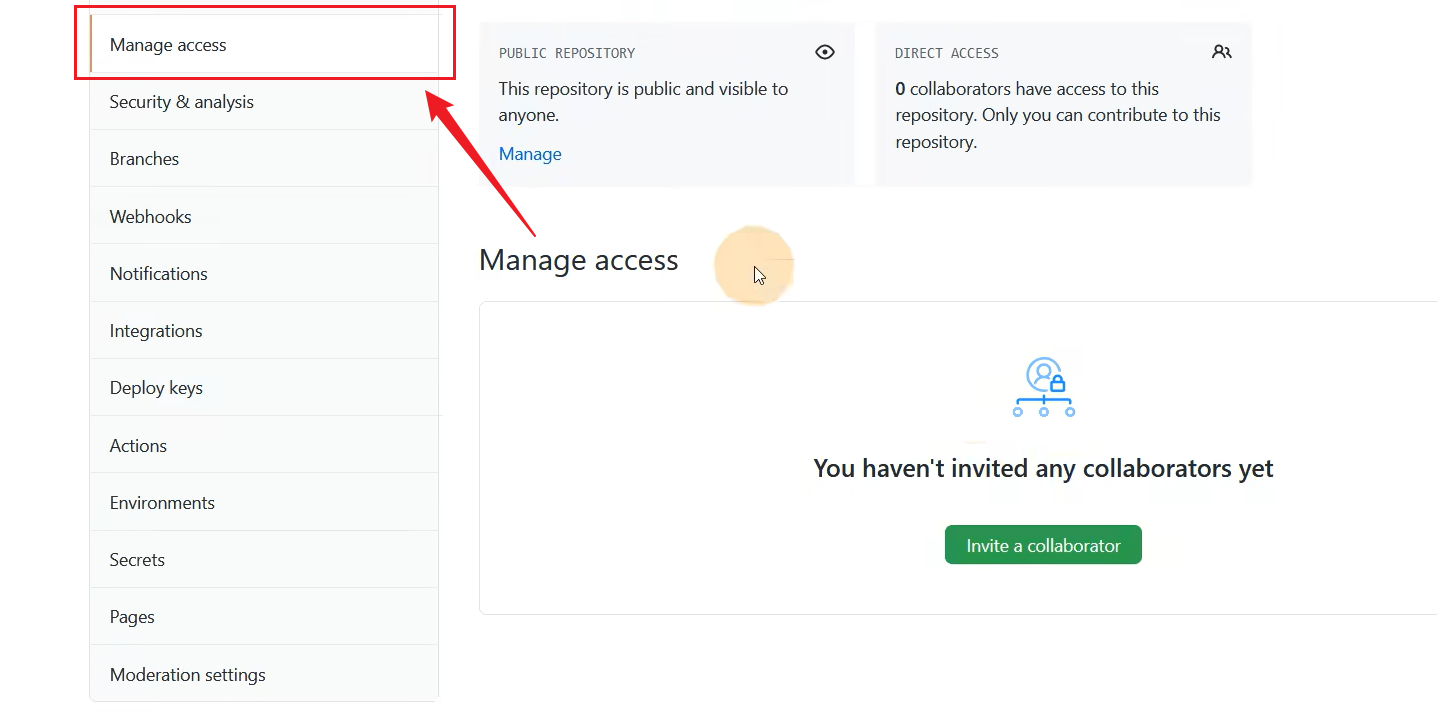 Manage access
Security & analysis
Branches
Webhooks
Notifications
Integrations
Deploy keys
Actions
Environments
Secrets
Pages
Moderation settings
PUBLIC REPOSITORY
This repository is public and visible to
anyone.
Manage
DIRECT ACCESS
0 collaborators have access to this
repository. Only you can contribute to this
repository.
Manage access
You haven't invited any collaborators yet
Invite a collaborator